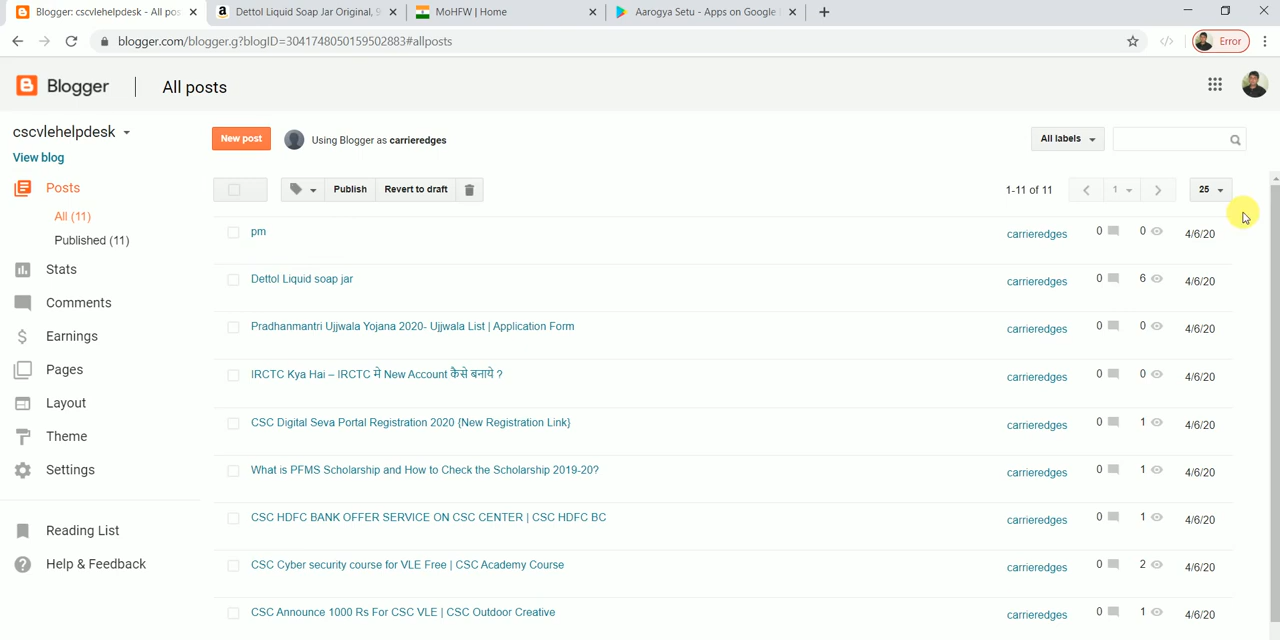 Blogger: cscvlehelpdesk - All pos
Dettol Liquid Soap Jar Original, 9
MoHFW | Home
Aarogya Setu - Apps on Google
blogger.com/blogger.g?blogID=3041748050159502883#allposts
Error
Blogger
All posts
cscvlehelpdesk
View blog
New post
Using Blogger as carrieredges
All labels
Posts
All (11)
Published (11)
Stats
Comments
Earnings
Pages
Layout
Theme
Settings
Reading List
Help & Feedback
Publish
Revert to draft
1-11 of 11
1
25
pm carrieredges 0 0 4/6/20
Dettol Liquid soap jar carrieredges 0 6 4/6/20
Pradhanmantri Ujjwala Yojana 2020- Ujjwala List | Application Form carrieredges 0 0 4/6/20
IRCTC Kya Hai – IRCTC मे New Account कैसे बनाये ? carrieredges 0 0 4/6/20
CSC Digital Seva Portal Registration 2020 {New Registration Link} carrieredges 0 1 4/6/20
What is PFMS Scholarship and How to Check the Scholarship 2019-20? carrieredges 0 1 4/6/20
CSC HDFC BANK OFFER SERVICE ON CSC CENTER | CSC HDFC BC carrieredges 0 1 4/6/20
CSC Cyber security course for VLE Free | CSC Academy Course carrieredges 0 2 4/6/20
CSC Announce 1000 Rs For CSC VLE | CSC Outdoor Creative carrieredges 0 1 4/6/20